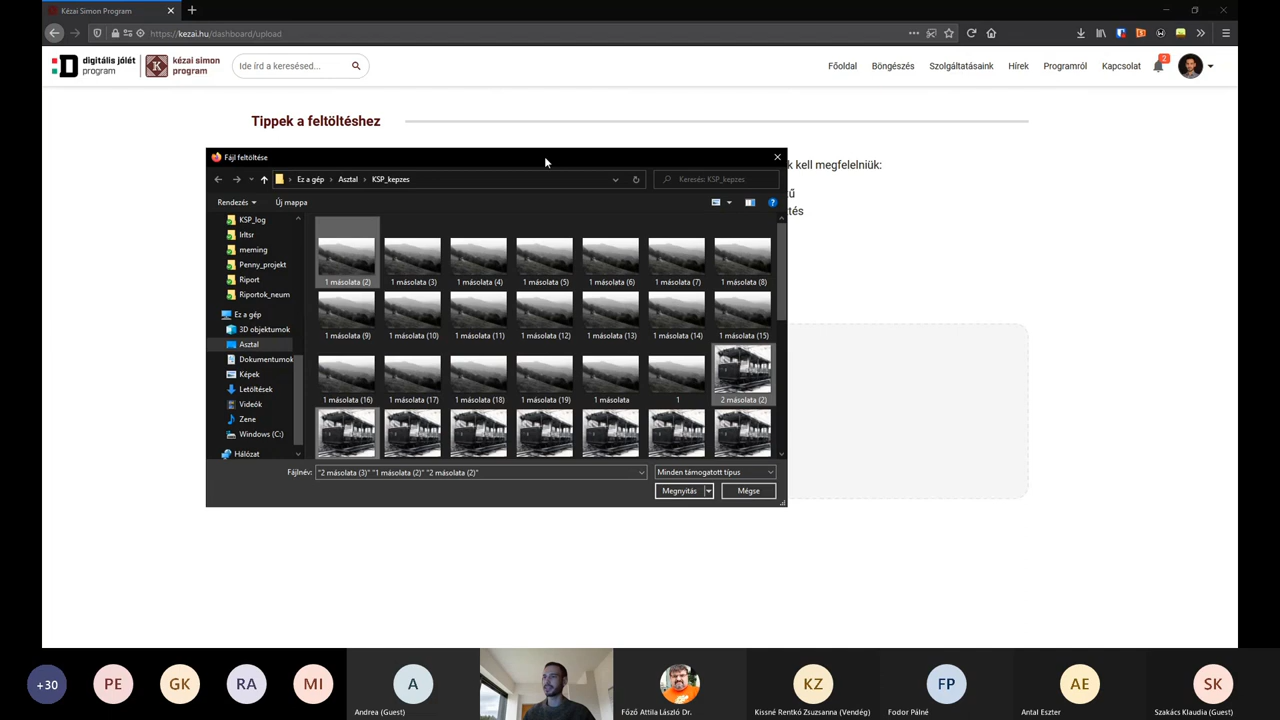 Kézai Simon Program
https://kezai.hu/dashboard/upload
digitális jólét
program
K
kézai simon
program
Ide írd a keresésed...
Főoldal
Böngészés
Szolgáltatásaink
Hírek
Programról
Kapcsolat
2
Tippek a feltöltéshez
k kell megfelelniük:
tű
tés
Fájl feltöltése
Ez a gép
Asztal
KSP_kepzes
Keresés: KSP_kepzes
Rendezés
Új mappa
KSP_log
lrltsr
meming
Penny_projekt
Riport
Riportok_neum
Ez a gép
3D objektumok
Asztal
Dokumentumok
Képek
Letöltések
Videók
Zene
Windows (C:)
Hálózat
1 másolata (2)
1 másolata (3)
1 másolata (4)
1 másolata (5)
1 másolata (6)
1 másolata (7)
1 másolata (8)
1 másolata (9)
1 másolata (10)
1 másolata (11)
1 másolata (12)
1 másolata (13)
1 másolata (14)
1 másolata (15)
1 másolata (16)
1 másolata (17)
1 másolata (18)
1 másolata (19)
1 másolata
1
2 másolata (2)
Fájlnév:
"2 másolata (3)" "1 másolata (2)" "2 másolata (2)"
Minden támogatott típus
Megnyitás
Mégse
+30
PE
GK
RA
MI
A
Andrea (Guest)
Főző Attila László Dr.
KZ
Kissné Rentkó Zsuzsanna (Vendég)
FP
Fodor Pálné
AE
Antal Eszter
SK
Szakács Klaudia (Guest)